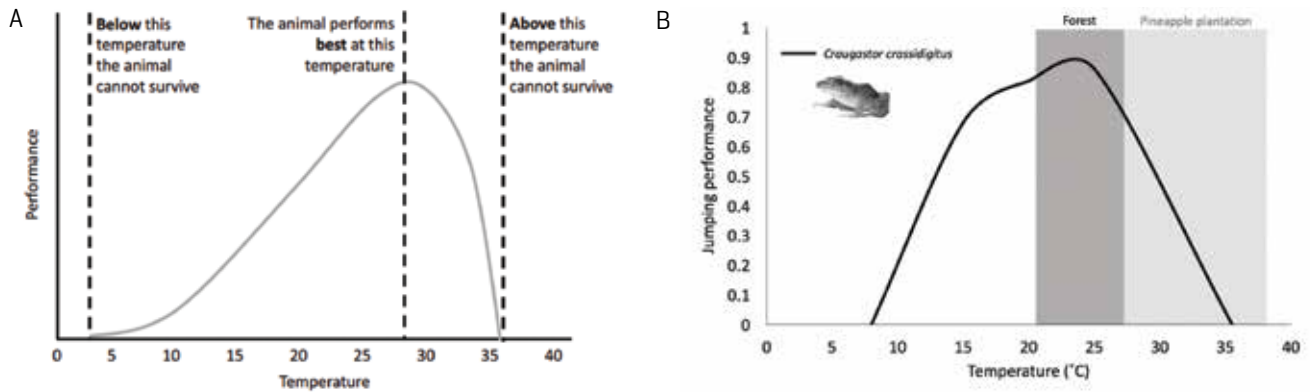 A
Below this
temperature
the animal
cannot survive
The animal performs
best at this
temperature
Above this
temperature
the animal
cannot survive
Performance
0 5 10 20 30 35 40
Temperature
B
Forest
Pineapple plantation
Craugastor crassidigitus
Jumping performance
1
0.9
0.8
0.7
0.6
0.5
0.4
0.3
0.2
0.1
0
0 5 10 15 20 25 30 35 40
Temperature (˚C)